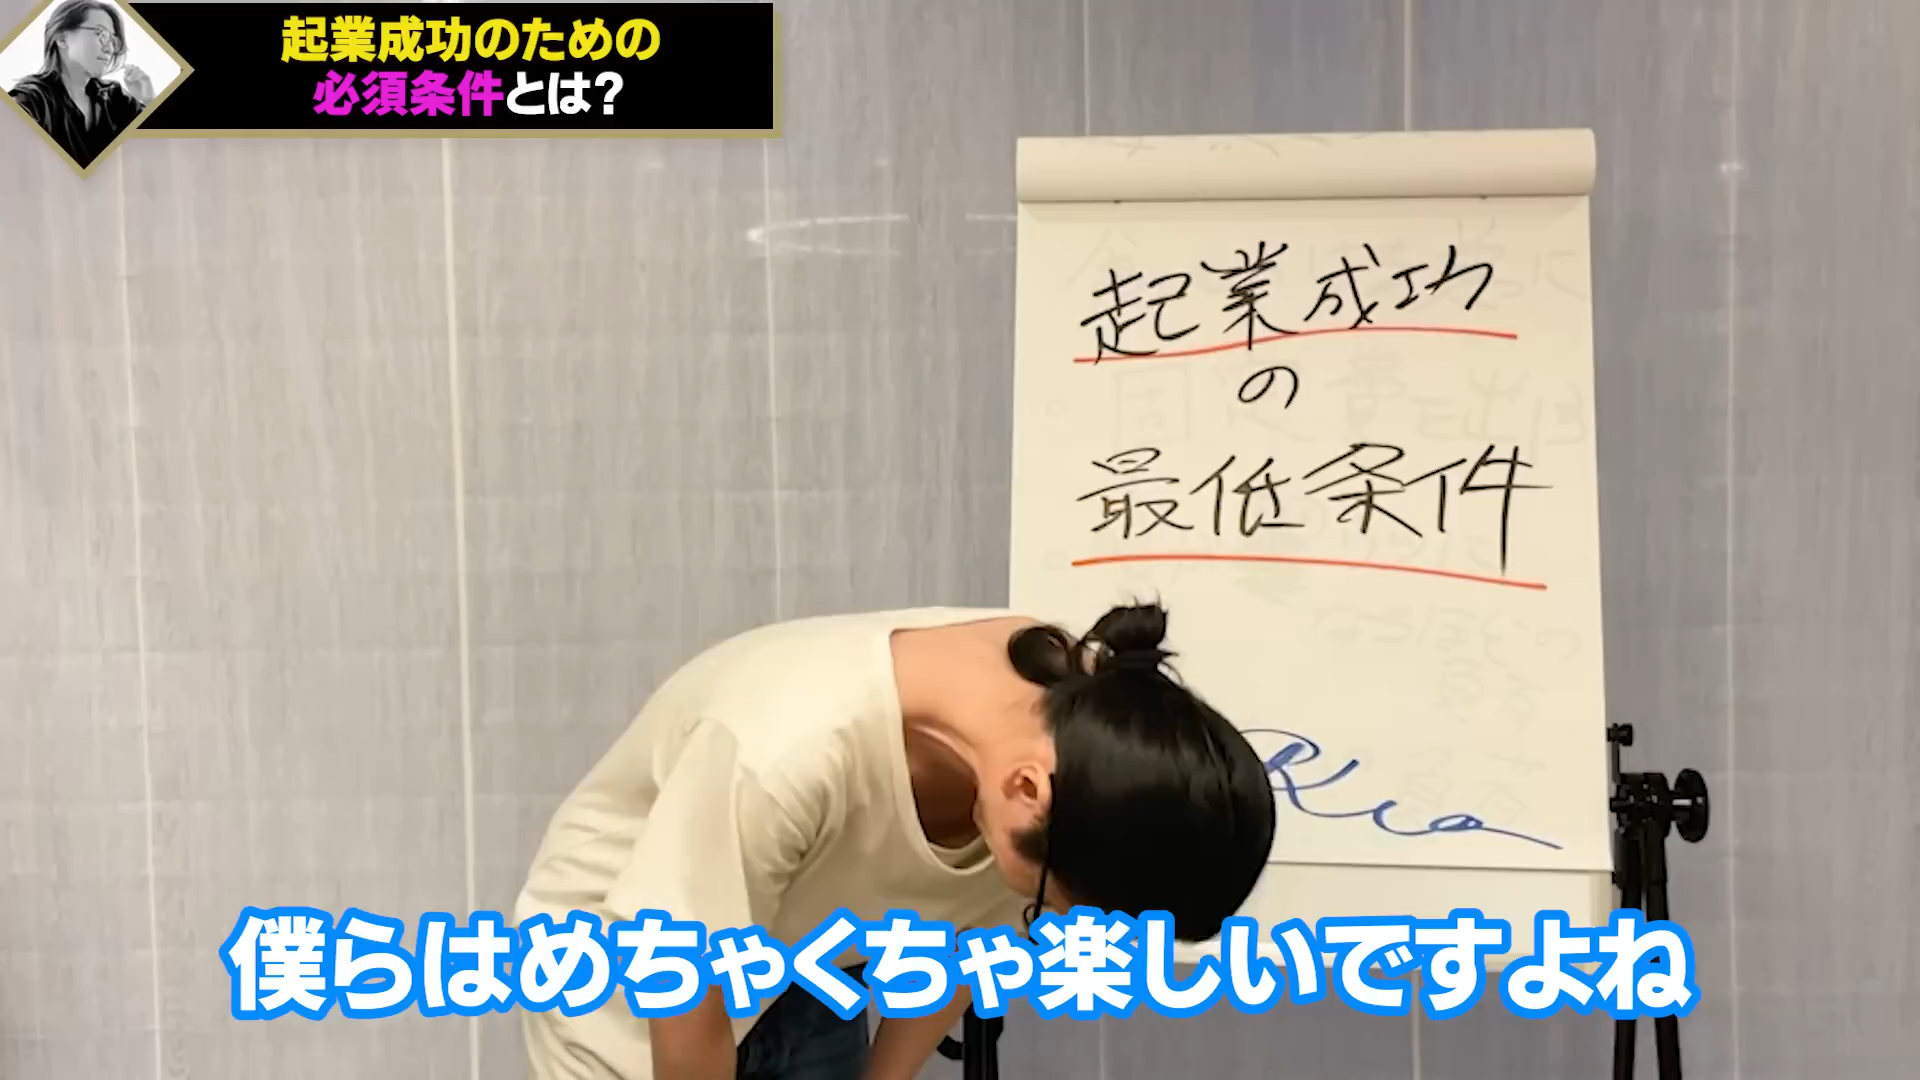 起業成功のための
必須条件とは?
起業成功
の
最低条件
僕らはめちゃくちゃ楽しいですよね